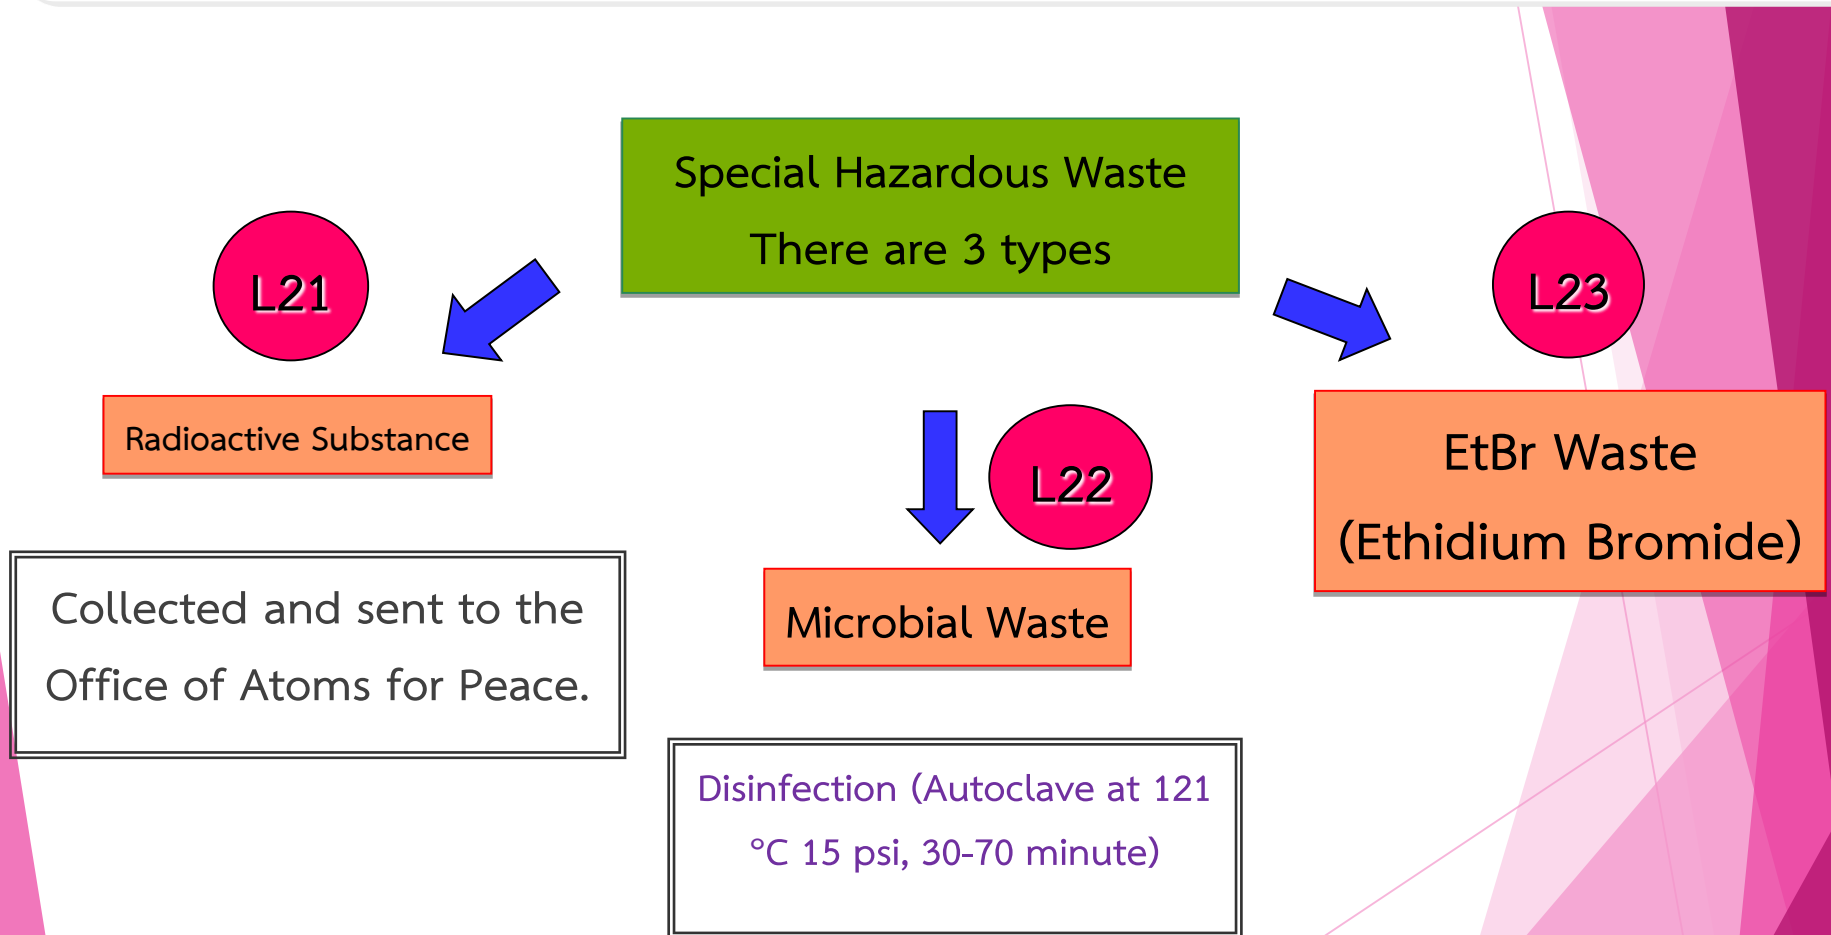 Special Hazardous Waste
There are 3 types
L21
Radioactive Substance
Collected and sent to the
Office of Atoms for Peace.
L22
Microbial Waste
Disinfection (Autoclave at 121
°C 15 psi, 30-70 minute)
L23
EtBr Waste
(Ethidium Bromide)